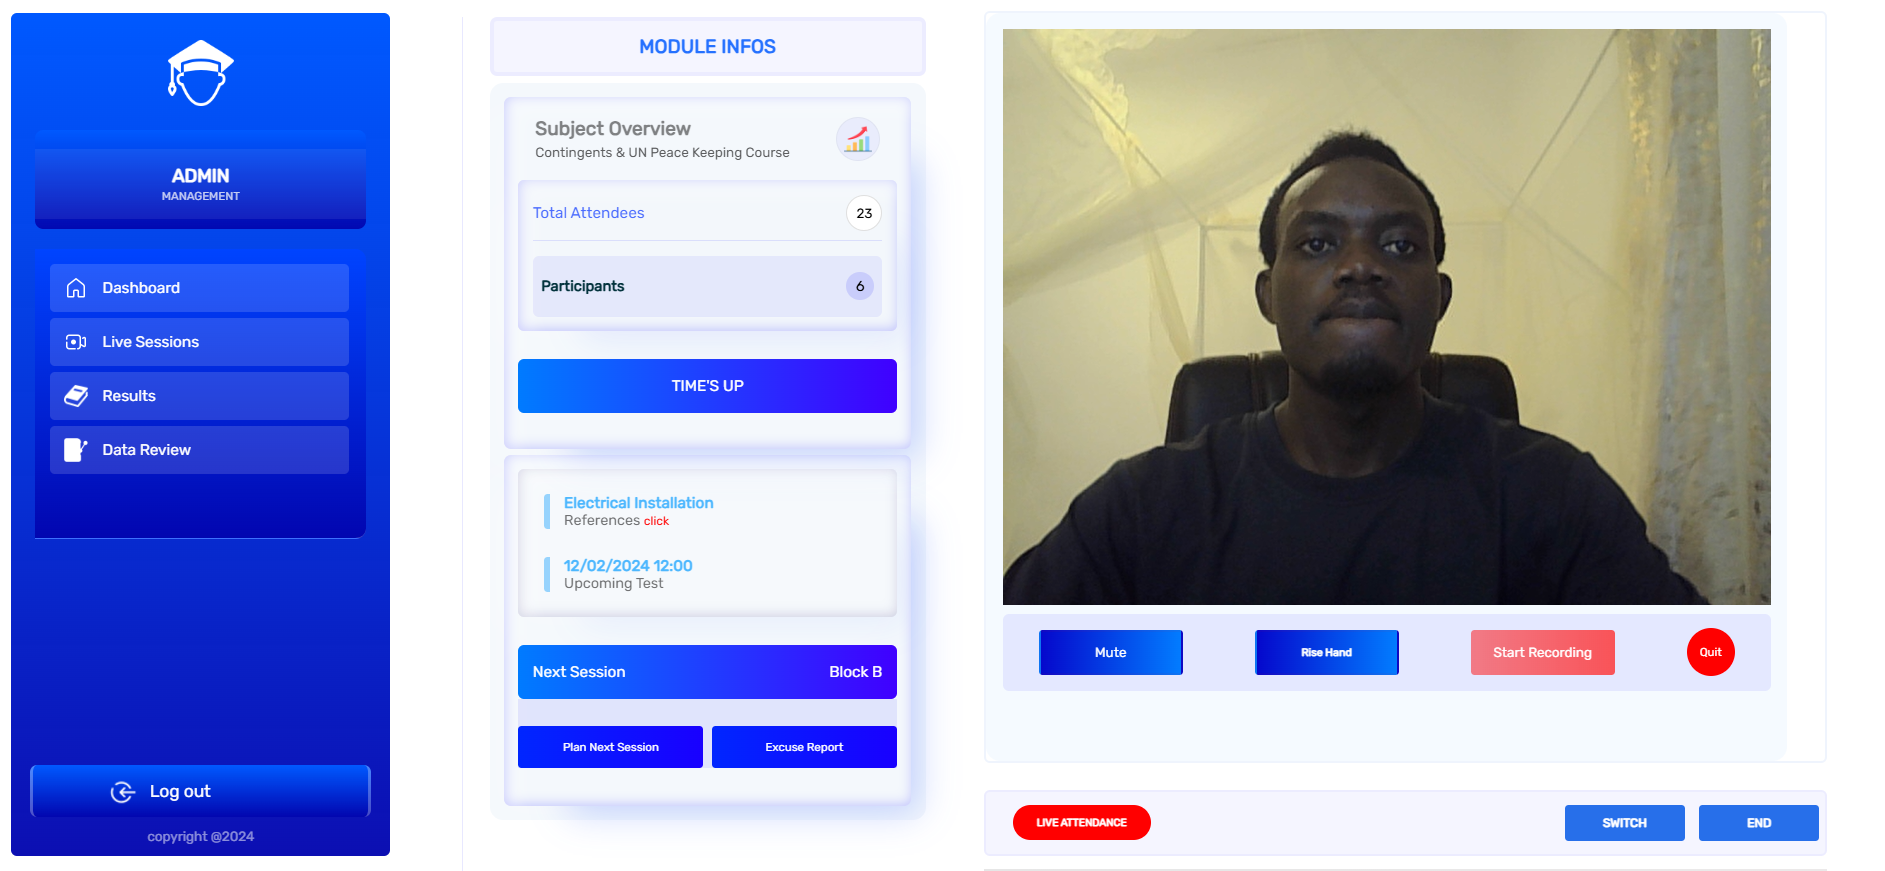 ADMIN
MANAGEMENT
Dashboard
Live Sessions
Results
Data Review
Log out
copyright @2024
MODULE INFOS
Subject Overview
Contingents & UN Peace Keeping Course
Total Attendees 23
Participants 6
TIME'S UP
Electrical Installation
References click
12/02/2024 12:00
Upcoming Test
Next Session Block B
Plan Next Session Excuse Report
Mute Rise Hand Start Recording Quit
LIVE ATTENDANCE SWITCH END